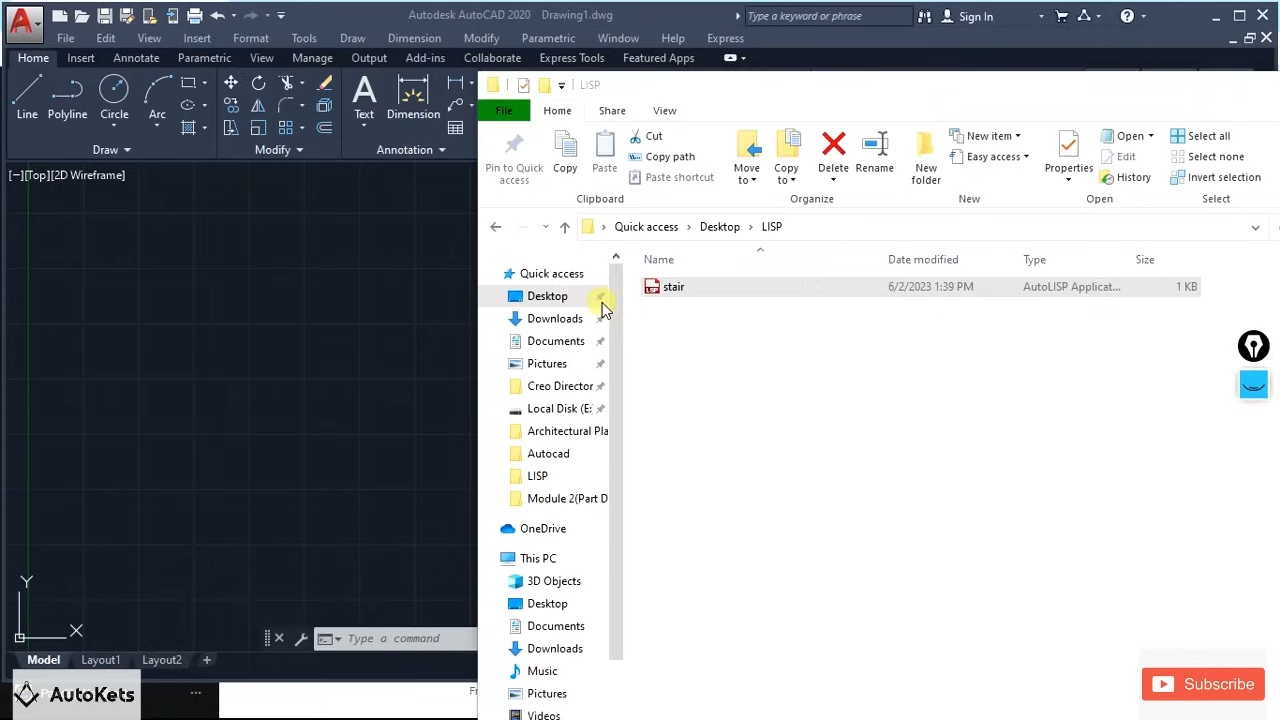 Autodesk AutoCAD 2020 Drawing1.dwg
Type a keyword or phrase
Sign In
File Edit View Insert Format Tools Draw Dimension Modify Parametric Window Help Express
Home Insert Annotate Parametric View Manage Output Add-ins Collaborate Express Tools Featured Apps
Line Polyline Circle Arc Text Dimension
Draw Modify Annotation
[−][Top][2D Wireframe]
LISP
File Home Share View
Pin to Quick access
Copy
Paste
Cut
Copy path
Paste shortcut
Clipboard
Move to
Copy to
Delete
Rename
Organize
New folder
New item
Easy access
New
Properties
Open
Edit
History
Open
Select all
Select none
Invert selection
Select
Quick access > Desktop > LISP
Name Date modified Type Size
stair 6/2/2023 1:39 PM AutoLISP Applicat... 1 KB
Quick access
Desktop
Downloads
Documents
Pictures
Creo Director
Local Disk (E:
Architectural Pla
Autocad
LISP
Module 2(Part D
OneDrive
This PC
3D Objects
Desktop
Documents
Downloads
Music
Pictures
Videos
Y
X
Type a command
Model Layout1 Layout2 +
AutoKets
Subscribe